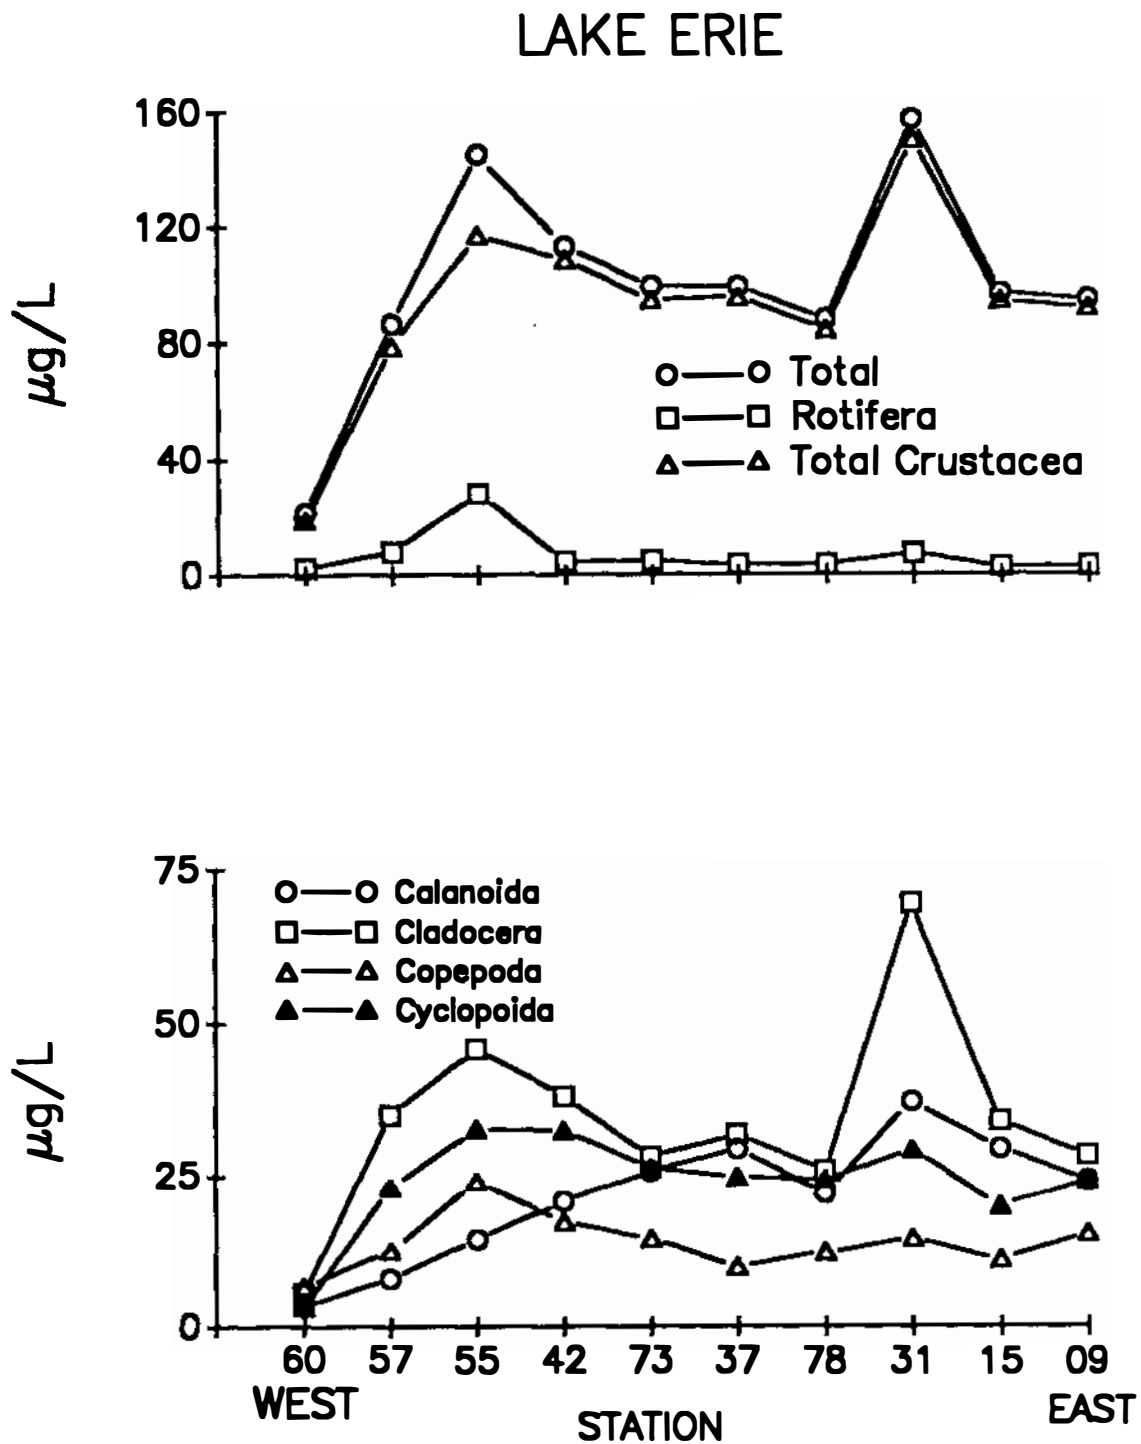 LAKE ERIE
160
120
80
40
0
µg/L
Total
Rotifera
Total Crustacea
75
50
25
0
µg/L
Calanoida
Cladocera
Copepoda
Cyclopoida
60 57 55 42 73 37 78 31 15 09
WEST EAST
STATION